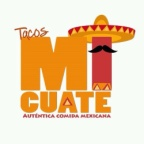 Tacos
MI
CUATE
AUTÉNTICA COMIDA MEXICANA